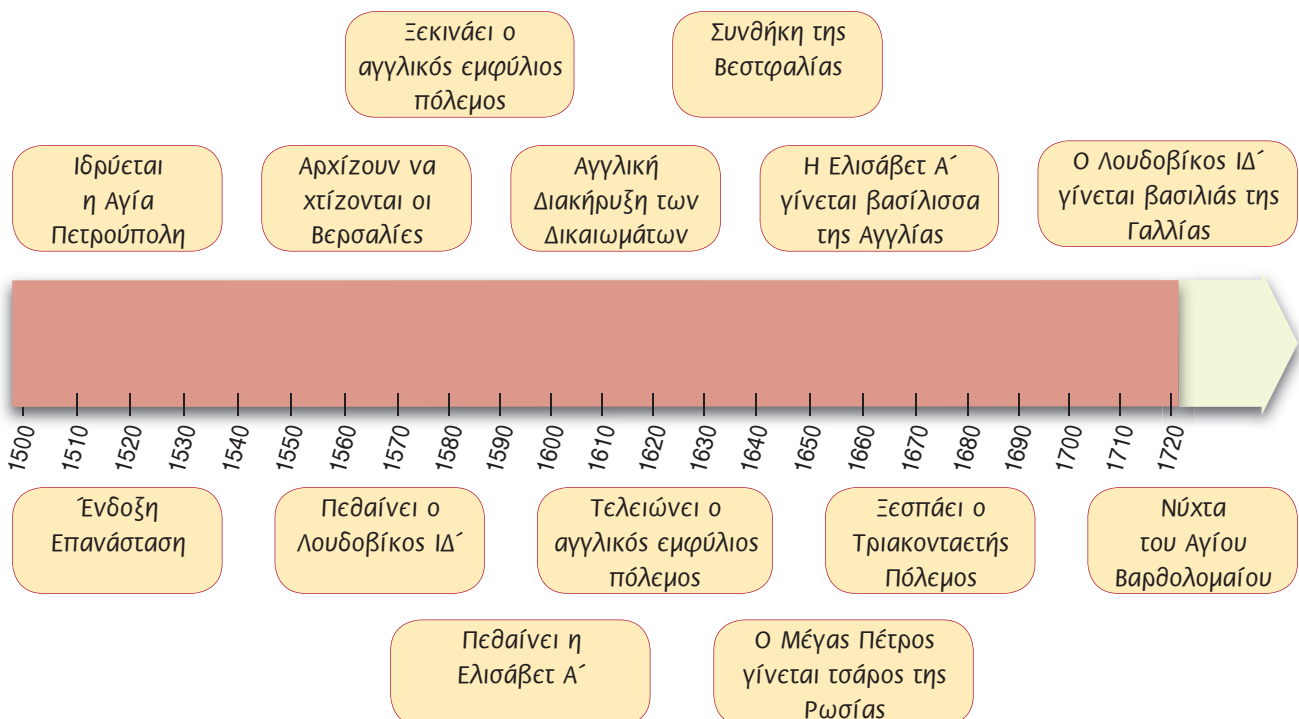 Ξεκινάει ο
αγγλικός εμφύλιος
πόλεμος
Συνθήκη της
Βεστφαλίας
Ιδρύεται
η Αγία
Πετρούπολη
Αρχίζουν να
χτίζονται οι
Βερσαλίες
Αγγλική
Διακήρυξη των
Δικαιωμάτων
Η Ελισάβετ Α΄
γίνεται βασίλισσα
της Αγγλίας
Ο Λουδοβίκος ΙΔ΄
γίνεται βασιλιάς της
Γαλλίας
1500
1510
1520
1530
1540
1550
1560
1570
1580
1590
1600
1610
1620
1630
1640
1650
1660
1670
1680
1690
1700
1710
1720
Ένδοξη
Επανάσταση
Πεθαίνει ο
Λουδοβίκος ΙΔ΄
Τελειώνει ο
αγγλικός εμφύλιος
πόλεμος
Ξεσπάει ο
Τριακονταετής
Πόλεμος
Νύχτα
του Αγίου
Βαρθολομαίου
Πεθαίνει η
Ελισάβετ Α΄
Ο Μέγας Πέτρος
γίνεται τσάρος της
Ρωσίας